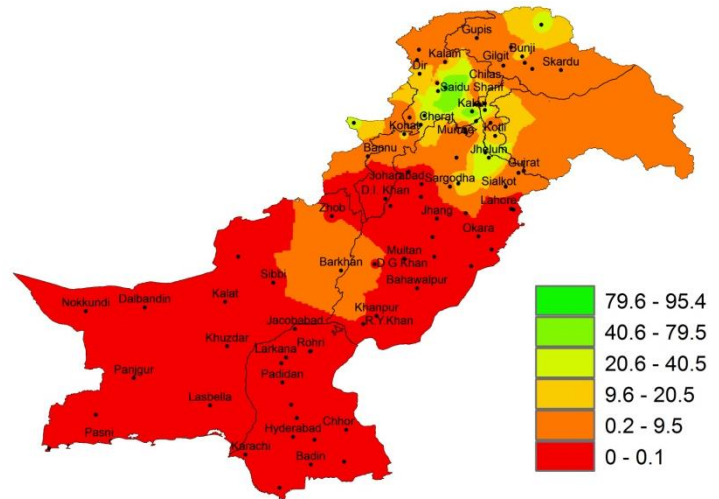 Gupis
Kalam
Gilgit
Bunji
Dir
Skardu
Chilas
Saidu Sharif
Kakul
Cherat
Kohat
Murree
Kotli
Bannu
Jhelum
Gujrat
Joharabad
Sargodha
Sialkot
D.I. Khan
Zhob
Lahore
Jhang
Okara
Multan
D G Khan
Barkhan
Sibbi
Bahawalpur
Nokkundi
Dalbandin
Kalat
Khanpur
R.Y.Khan
Jacobabad
Khuzdar
Rohri
Larkana
Panjgur
Padidan
Lasbella
Pasni
Hyderabad
Chhor
Karachi
Badin
79.6 - 95.4
40.6 - 79.5
20.6 - 40.5
9.6 - 20.5
0.2 - 9.5
0 - 0.1